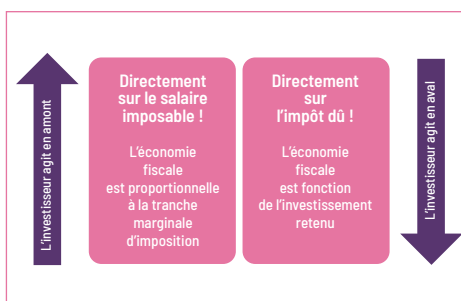 L'investisseur agit en amont
Directement
sur le salaire
imposable !
L'économie
fiscale
est proportionnelle
à la tranche
marginale
d'imposition
Directement
sur
l'impôt dû !
L'économie
fiscale
est fonction
de l'investissement
retenu
L'investisseur agit en aval